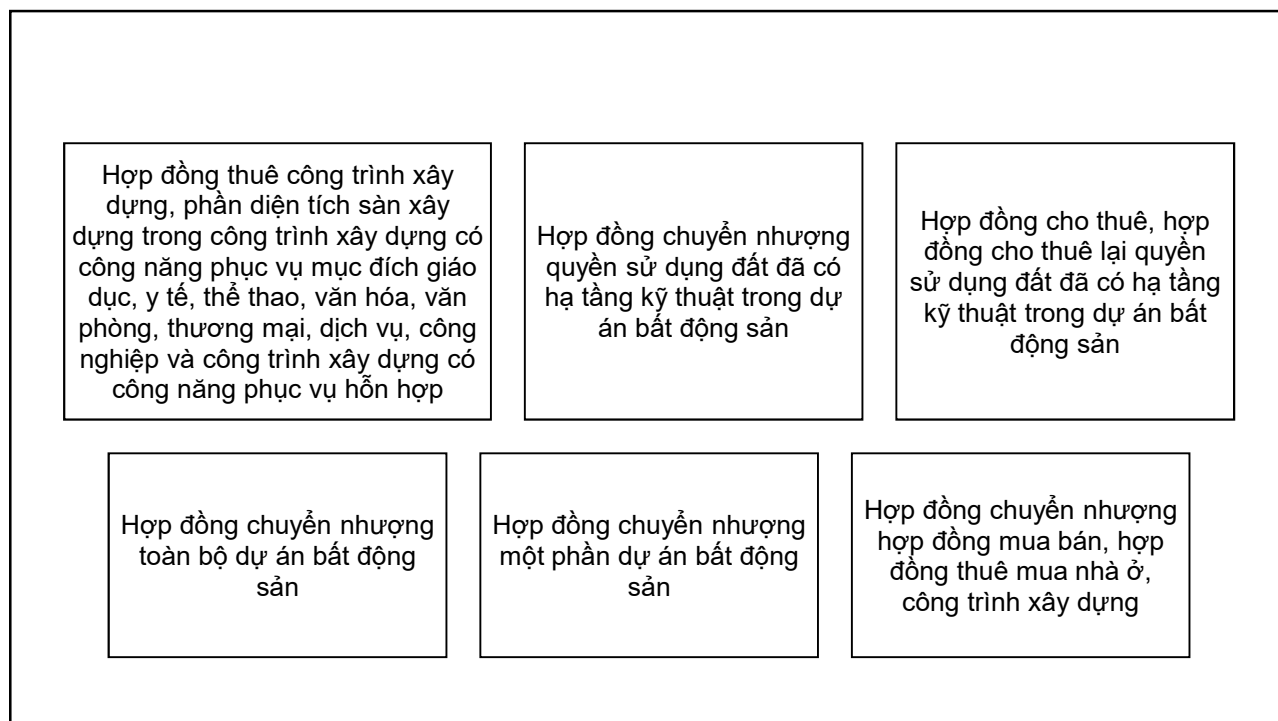 Hợp đồng thuê công trình xây
dựng, phần diện tích sàn xây
dựng trong công trình xây dựng có
công năng phục vụ mục đích giáo
dục, y tế, thể thao, văn hóa, văn
phòng, thương mại, dịch vụ, công
nghiệp và công trình xây dựng có
công năng phục vụ hỗn hợp
Hợp đồng chuyển nhượng
quyền sử dụng đất đã có
hạ tầng kỹ thuật trong dự
án bất động sản
Hợp đồng cho thuê, hợp
đồng cho thuê lại quyền
sử dụng đất đã có hạ tầng
kỹ thuật trong dự án bất
động sản
Hợp đồng chuyển nhượng
toàn bộ dự án bất động
sản
Hợp đồng chuyển nhượng
một phần dự án bất động
sản
Hợp đồng chuyển nhượng
hợp đồng mua bán, hợp
đồng thuê mua nhà ở,
công trình xây dựng